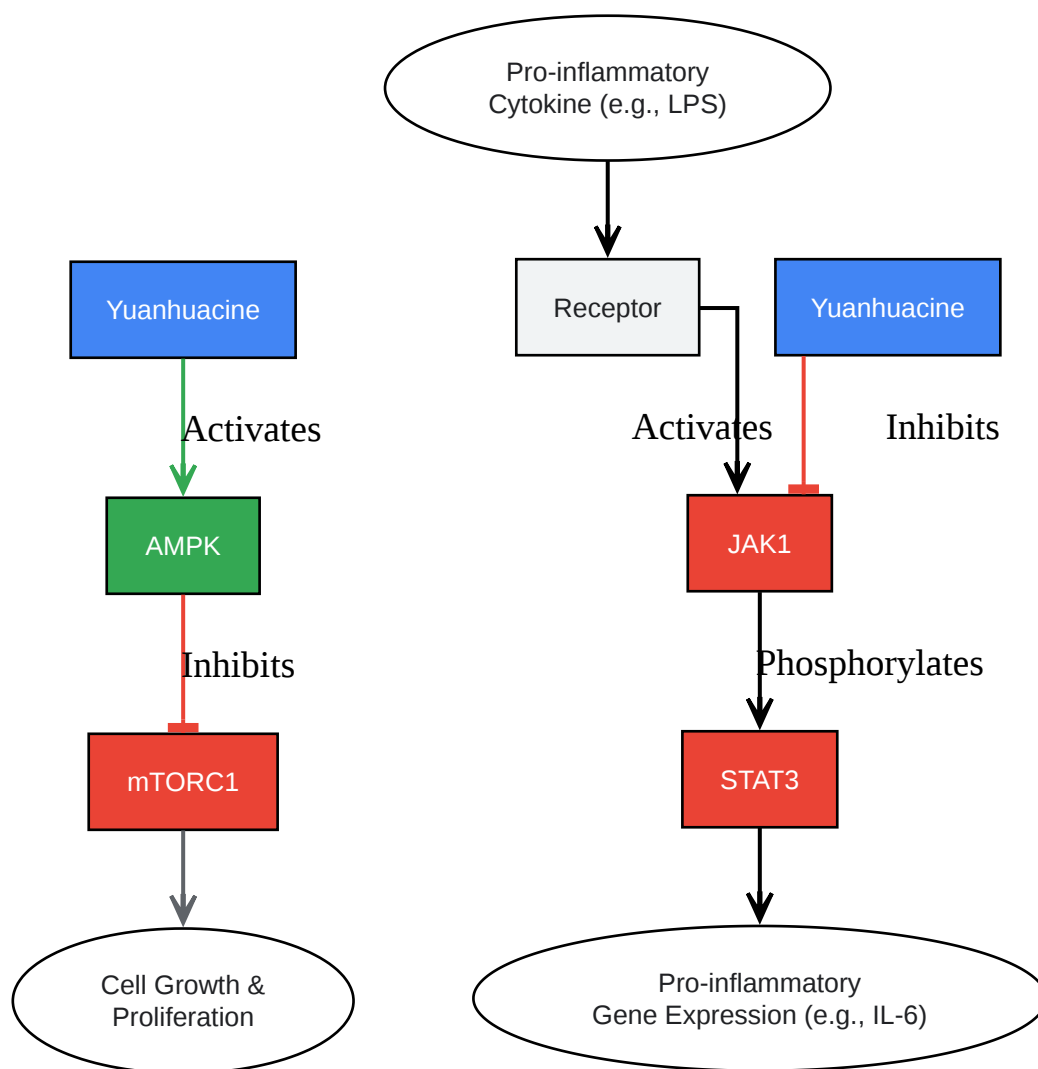 Pro-inflammatory
Cytokine (e.g., LPS)
Yuanhuacine
Receptor
Yuanhuacine
Activates
Activates
Inhibits
AMPK
JAK1
Inhibits
Phosphorylates
mTORC1
STAT3
Cell Growth &
Proliferation
Pro-inflammatory
Gene Expression (e.g., IL-6)